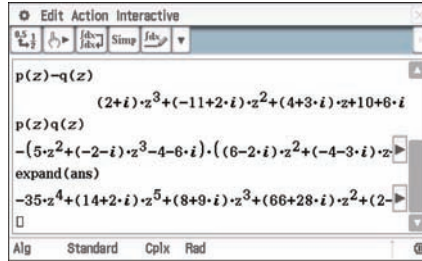 Edit Action Interactive
Simp
p(z)-q(z)
(2+i)·z³+(-11+2·i)·z²+(4+3·i)·z+10+6·i
p(z)q(z)
-(5·z²+(-2-i)·z³-4-6·i)·((6-2·i)·z²+(-4-3·i)·z·
expand(ans)
-35·z⁴+(14+2·i)·z⁵+(8+9·i)·z³+(66+28·i)·z²+(2-
Alg Standard Cplx Rad